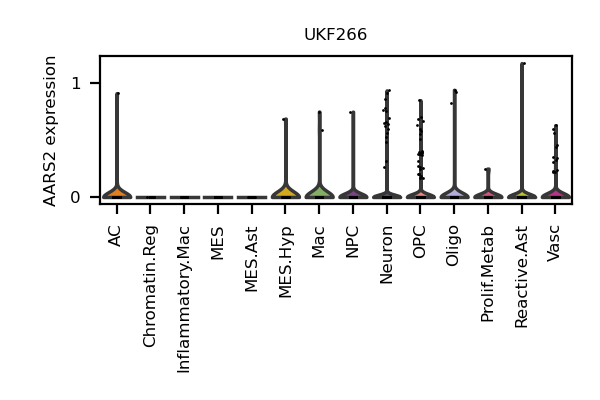 UKF266
AARS2 expression
1
0
AC
Chromatin.Reg
Inflammatory.Mac
MES
MES.Ast
MES.Hyp
Mac
NPC
Neuron
OPC
Oligo
Prolif.Metab
Reactive.Ast
Vasc